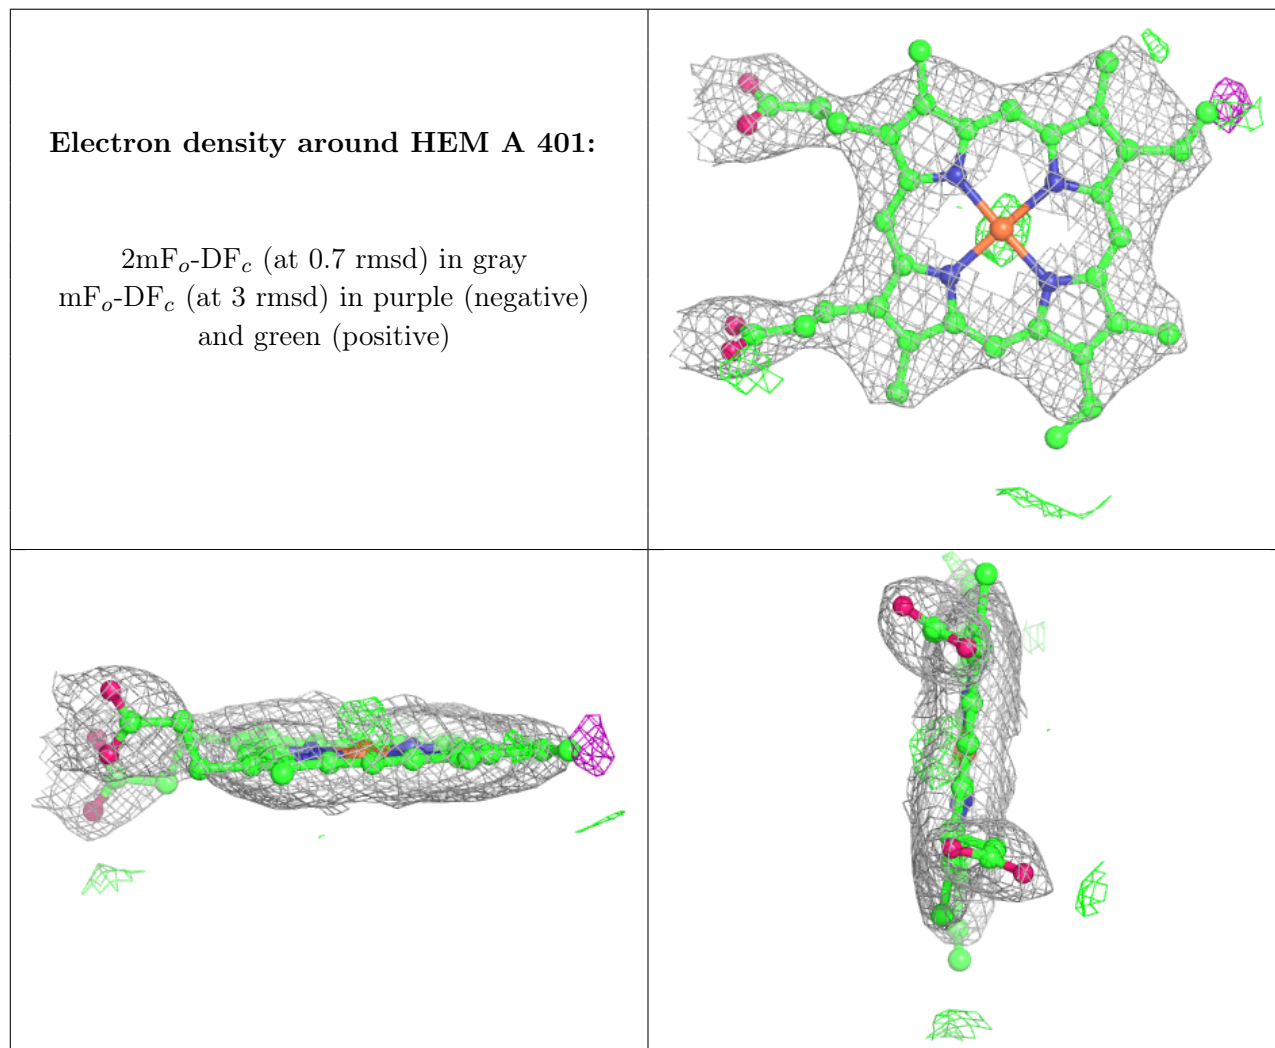 Electron density around HEM A 401:
2mFo-DFc (at 0.7 rmsd) in gray
mFo-DFc (at 3 rmsd) in purple (negative)
and green (positive)